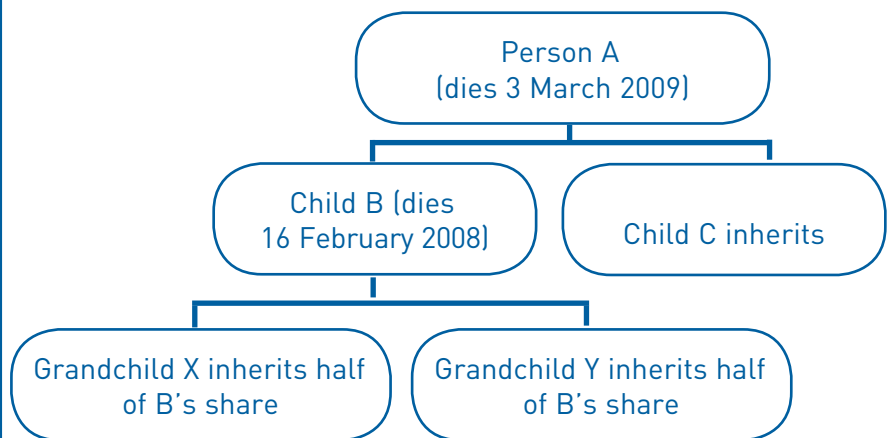 Person A
(dies 3 March 2009)
Child B (dies
16 February 2008)
Child C inherits
Grandchild X inherits half
of B’s share
Grandchild Y inherits half
of B’s share